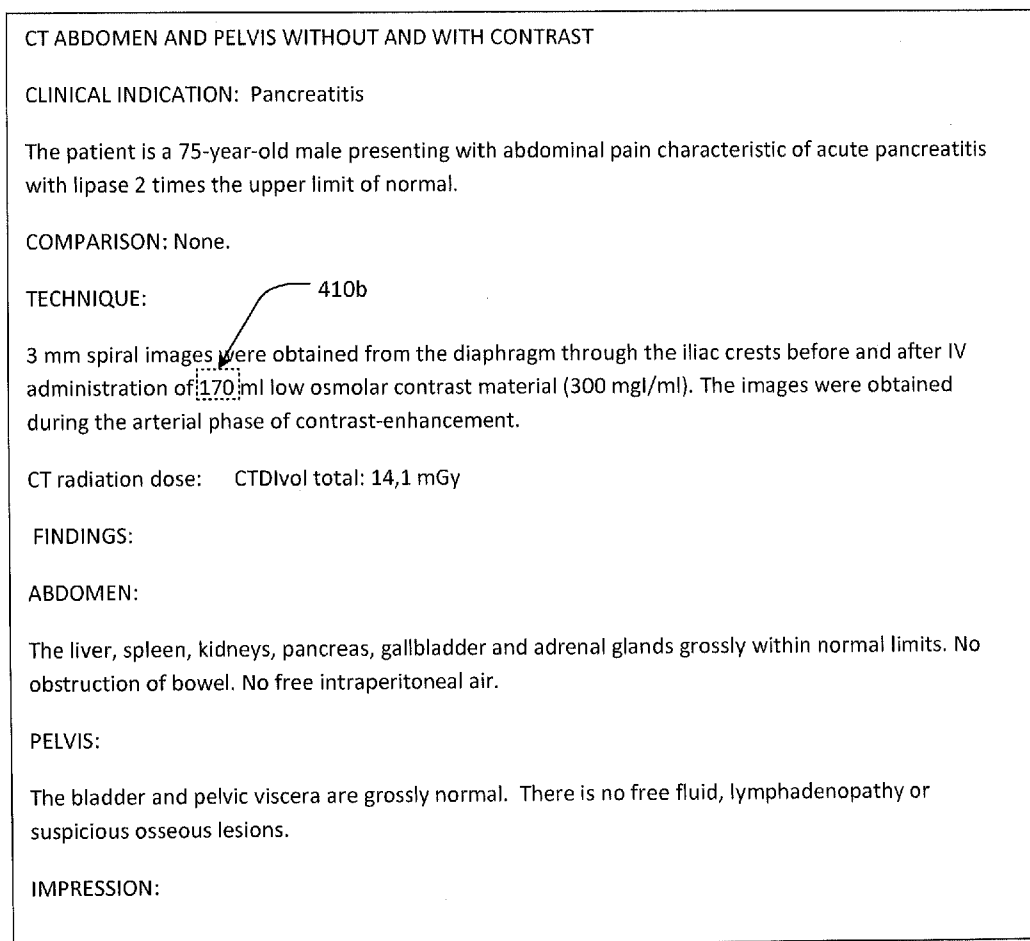 CT ABDOMEN AND PELVIS WITHOUT AND WITH CONTRAST
CLINICAL INDICATION: Pancreatitis
The patient is a 75-year-old male presenting with abdominal pain characteristic of acute pancreatitis
with lipase 2 times the upper limit of normal.
COMPARISON: None.
410b
TECHNIQUE:
3 mm spiral images were obtained from the diaphragm through the iliac crests before and after IV
administration of 170 ml low osmolar contrast material (300 mgl/ml). The images were obtained
during the arterial phase of contrast-enhancement.
CT radiation dose: CTDIvol total: 14,1 mGy
FINDINGS:
ABDOMEN:
The liver, spleen, kidneys, pancreas, gallbladder and adrenal glands grossly within normal limits. No
obstruction of bowel. No free intraperitoneal air.
PELVIS:
The bladder and pelvic viscera are grossly normal. There is no free fluid, lymphadenopathy or
suspicious osseous lesions.
IMPRESSION: